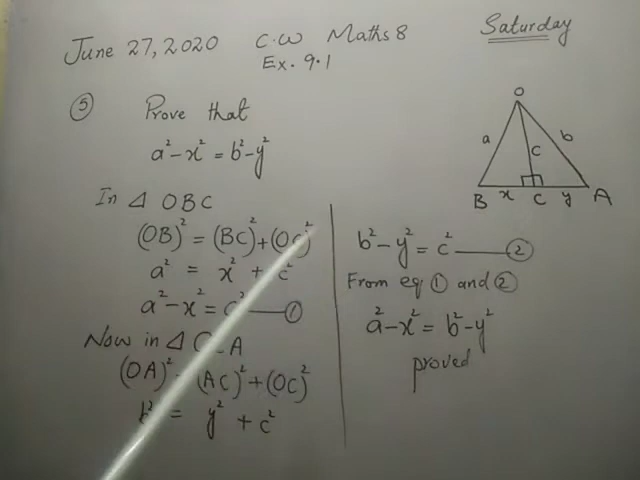 June 27, 2020 C.W Maths 8 Saturday
Ex. 9.1
⑤ Prove that
a² - x² = b² - y²
O
a b
C
B x C y A
In △ OBC
(OB)² = (BC)² + (OC)²
a² = x² + c²
a² - x² = c² — ①
Now in △ A
(OA)² (AC)² + (OC)²
b² = y² + c²
b² - y² = c² — ②
From eq ① and ②
a² - x² = b² - y²
proved